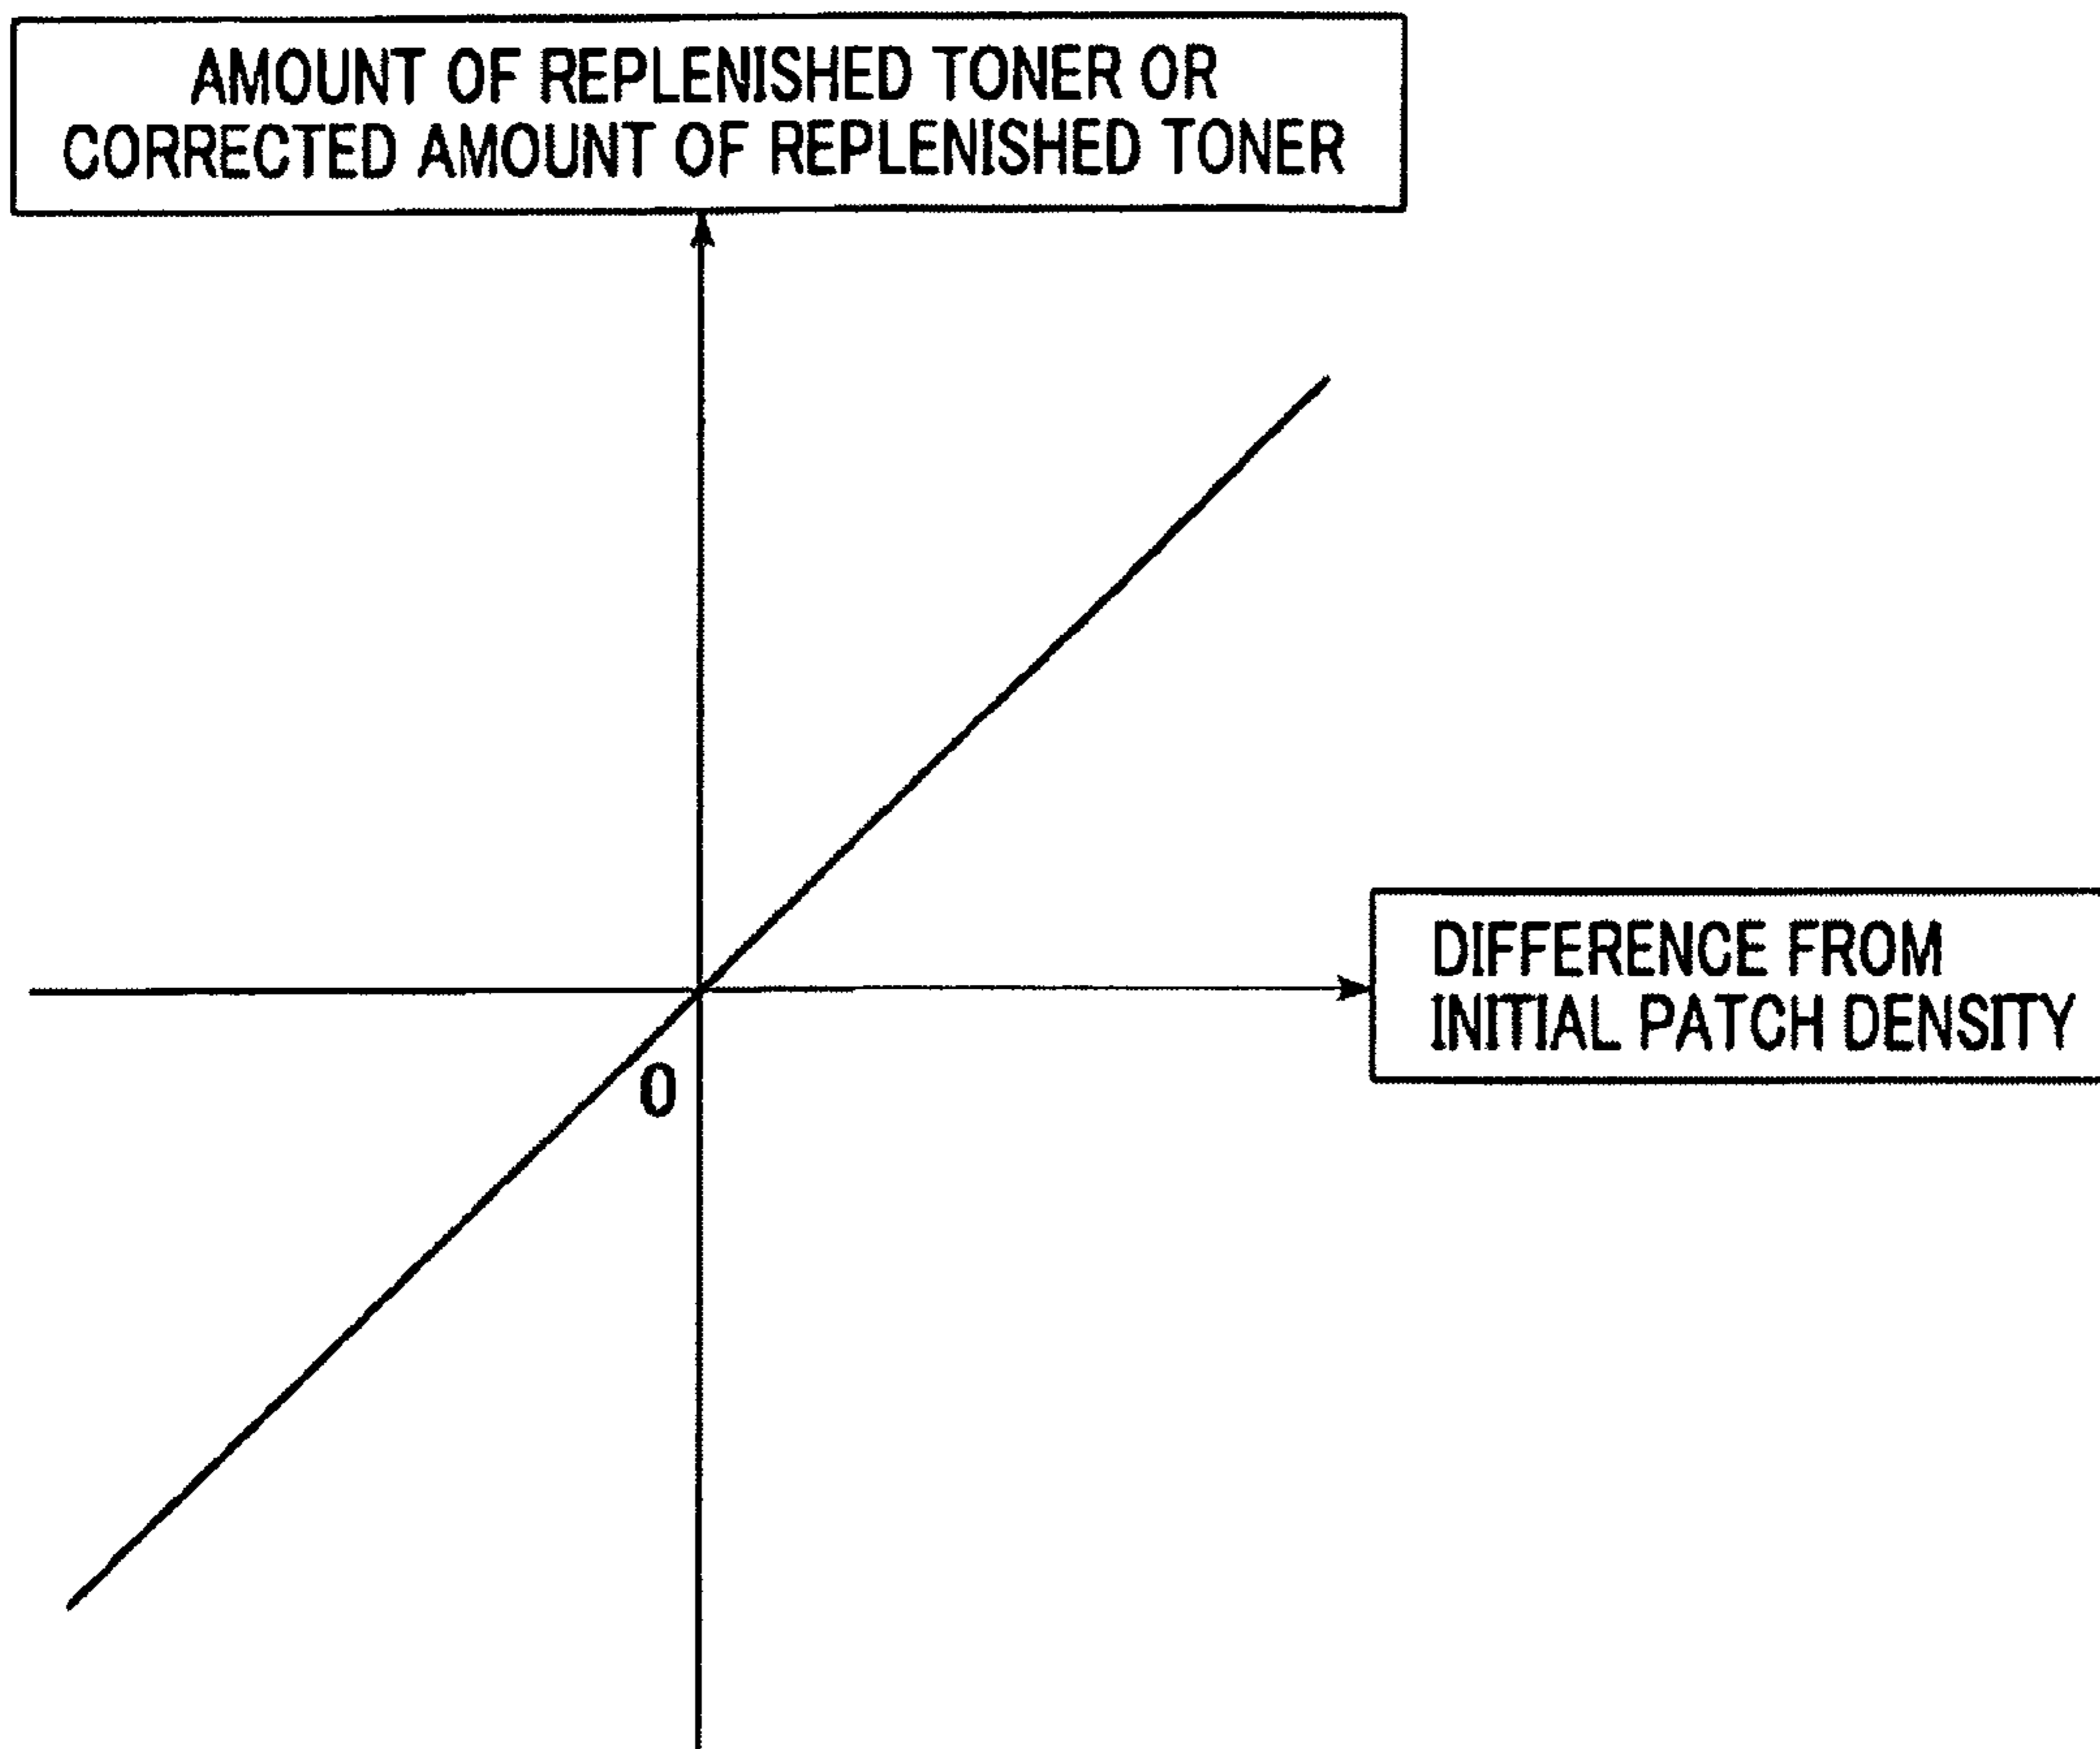 AMOUNT OF REPLENISHED TONER OR
CORRECTED AMOUNT OF REPLENISHED TONER
DIFFERENCE FROM
INITIAL PATCH DENSITY
0